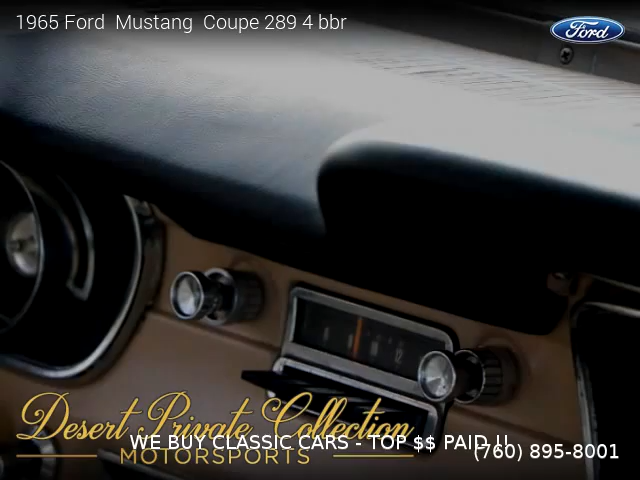 1965 Ford Mustang Coupe 289 4 bbr
Ford
12
Desert Private Collection
WE BUY CLASSIC CARS - TOP $$ PAID !!
MOTORSPORTS
(760) 895-8001